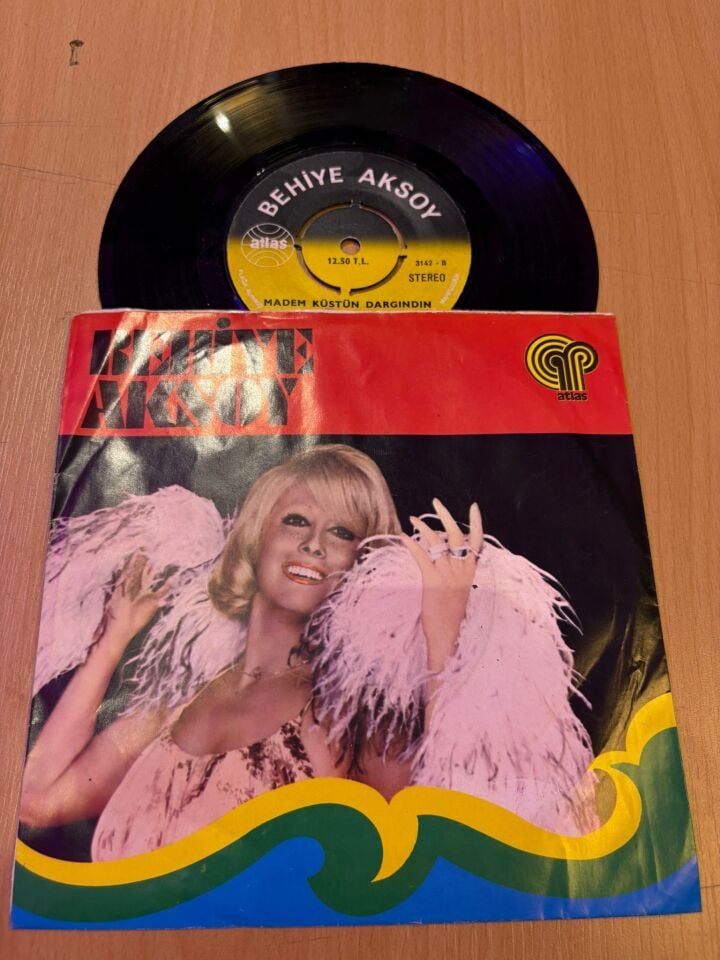 BEHİYE AKSOY
atlas
12.50 T.L.
3142 - B
STEREO
MADEM KÜSTÜN DARGINDIN
BEHİYE
AKSOY
atlas